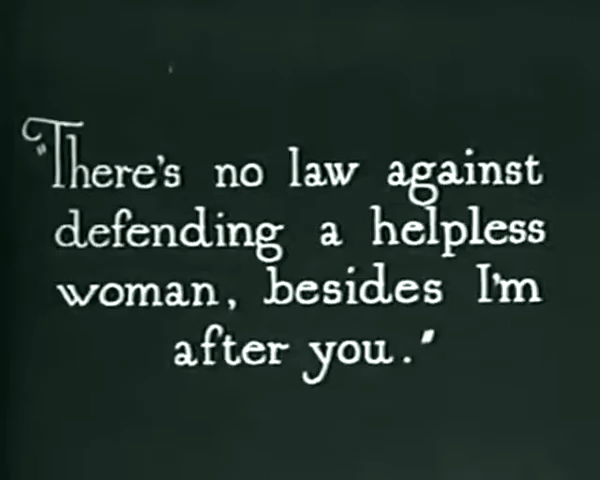 "There's no law against
defending a helpless
woman, besides I'm
after you."